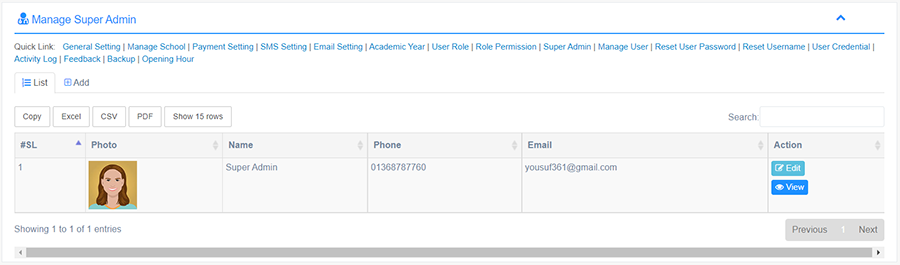 Manage Super Admin
Quick Link: General Setting | Manage School | Payment Setting | SMS Setting | Email Setting | Academic Year | User Role | Role Permission | Super Admin | Manage User | Reset User Password | Reset Username | User Credential |
Activity Log | Feedback | Backup | Opening Hour
List Add
Copy Excel CSV PDF Show 15 rows Search:
#SL Photo Name Phone Email Action
1 Super Admin 01368787760 yousuf361@gmail.com Edit
View
Showing 1 to 1 of 1 entries Previous 1 Next